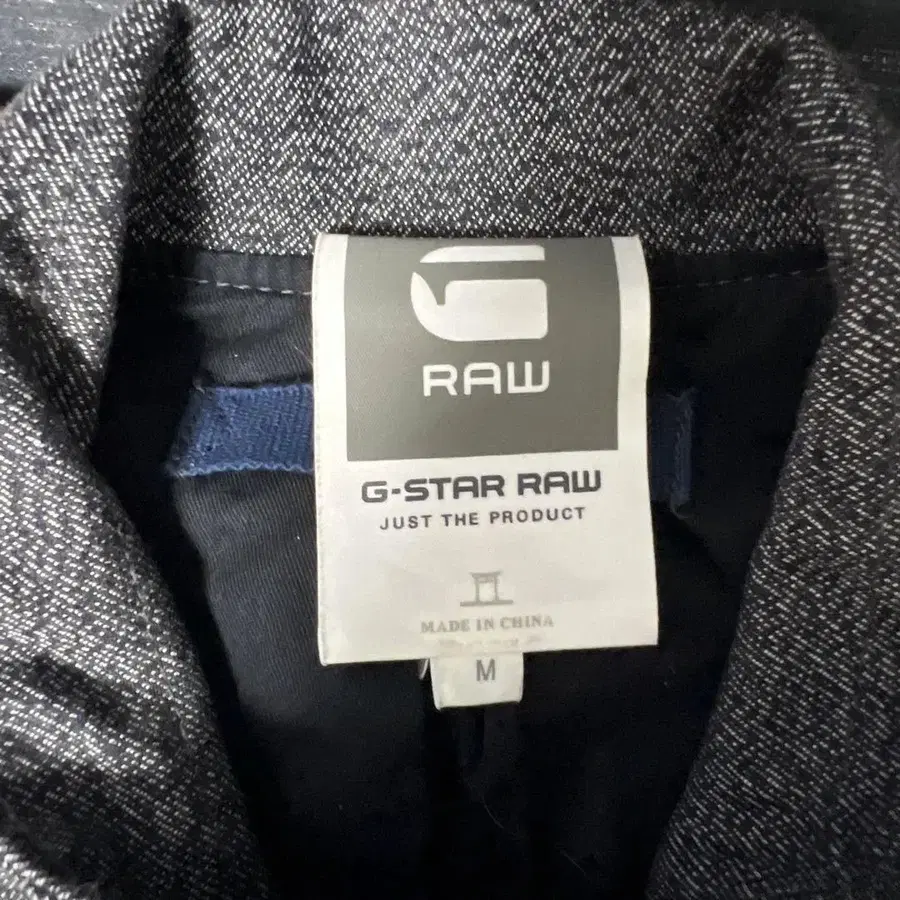 RAW
G-STAR RAW
JUST THE PRODUCT
MADE IN CHINA
M